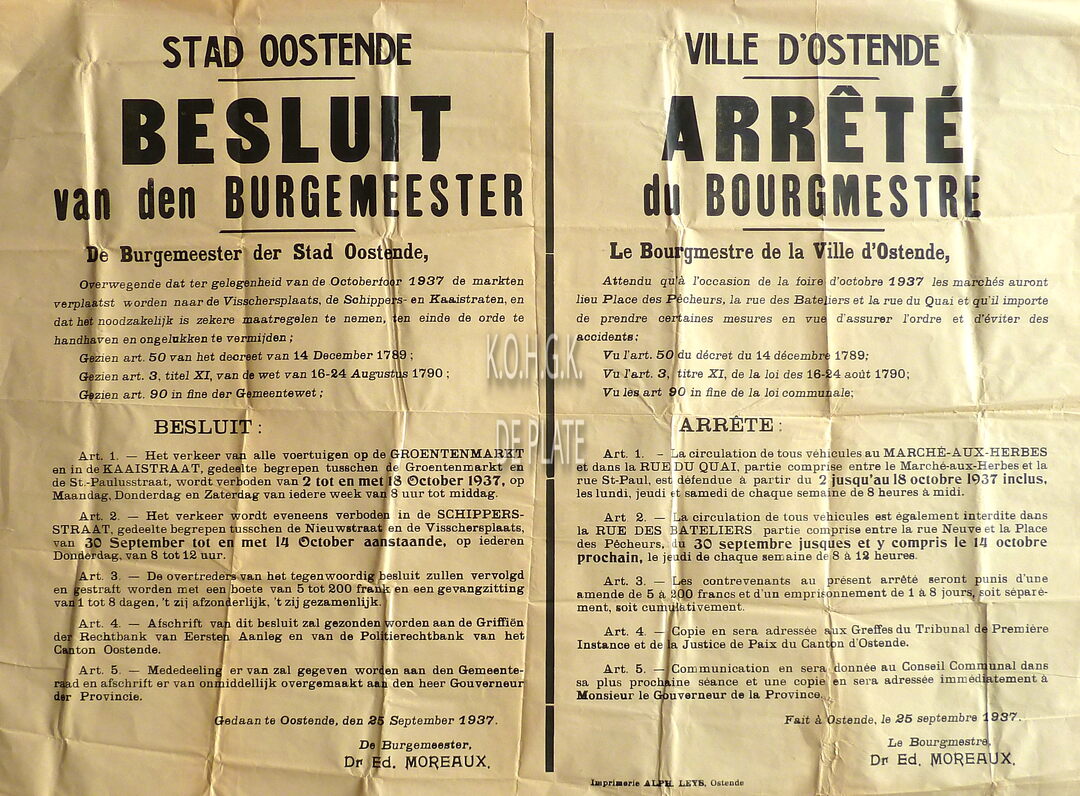 STAD OOSTENDE
BESLUIT
van den BURGEMEESTER
De Burgemeester der Stad Oostende,
Overwegende dat ter gelegenheid van de Octoberfoor 1937 de markten
verplaatst worden naar de Visschersplaats, de Schippers- en Kaaistraten, en
dat het noodzakelijk is zekere maatregelen te nemen, ten einde de orde te
handhaven en ongelukken te vermijden;
Gezien art. 50 van het decreet van 14 December 1789;
Gezien art. 3, titel XI, van de wet van 16-24 Augustus 1790;
Gezien art. 90 in fine der Gemeentewet;
BESLUIT:
Art. 1. — Het verkeer van alle voertuigen op de GROENTENMARKT
en in de KAAISTRAAT, gedeelte begrepen tusschen de Groentenmarkt en
de St.-Paulusstraat, wordt verboden van 2 tot en met 18 October 1937, op
Maandag, Donderdag en Zaterdag van iedere week van 8 uur tot middag.
Art. 2. — Het verkeer wordt eveneens verboden in de SCHIPPERS-
STRAAT, gedeelte begrepen tusschen de Nieuwstraat en de Visschersplaats,
van 30 September tot en met 14 October aanstaande, op iederen
Donderdag, van 8 tot 12 uur.
Art. 3. — De overtreders van het tegenwoordig besluit zullen vervolgd
en gestraft worden met een boete van 5 tot 200 frank en een gevangzitting
van 1 tot 8 dagen, 't zij afzonderlijk, 't zij gezamenlijk.
Art. 4. — Afschrift van dit besluit zal gezonden worden aan de Griffiën
der Rechtbank van Eersten Aanleg en van de Politierechtbank van het
Canton Oostende.
Art. 5. — Mededeeling er van zal gegeven worden aan den Gemeente-
raad en afschrift er van onmiddellijk overgemaakt aan den heer Gouverneur
der Provincie.
Gedaan te Oostende, den 25 September 1937.
De Burgemeester,
Dr Ed. MOREAUX.
VILLE D'OSTENDE
ARRÊTÉ
du BOURGMESTRE
Le Bourgmestre de la Ville d'Ostende,
Attendu qu'à l'occasion de la foire d'octobre 1937 les marchés auront
lieu Place des Pêcheurs, la rue des Bateliers et la rue du Quai et qu'il importe
de prendre certaines mesures en vue d'assurer l'ordre et d'éviter des
accidents:
Vu l'art. 50 du décret du 14 décembre 1789;
Vu l'art. 3, titre XI, de la loi des 16-24 août 1790;
Vu les art 90 in fine de la loi communale;
ARRÊTE:
Art. 1. - La circulation de tous véhicules au MARCHÉ-AUX-HERBES
et dans la RUE DU QUAI, partie comprise entre le Marché-aux-Herbes et la
rue St-Paul, est défendue à partir du 2 jusqu'au 18 octobre 1937 inclus,
les lundi, jeudi et samedi de chaque semaine de 8 heures à midi.
Art 2. — La circulation de tous véhicules est également interdite dans
la RUE DES BATELIERS partie comprise entre la rue Neuve et la Place
des Pêcheurs, du 30 septembre jusques et y compris le 14 octobre
prochain, le jeudi de chaque semaine de 8 à 12 heures.
Art. 3. — Les contrevenants au présent arrêté seront punis d'une
amende de 5 à 200 francs et d'un emprisonnement de 1 à 8 jours, soit séparé-
ment, soit cumulativement.
Art. 4. — Copie en sera adressée aux Greffes du Tribunal de Première
Instance et de la Justice de Paix du Canton d'Ostende.
Art. 5. — Communication en sera donnée au Conseil Communal dans
sa plus prochaine séance et une copie en sera adressée immédiatement à
Monsieur le Gouverneur de la Province.
Fait à Ostende, le 25 septembre 1937.
Le Bourgmestre,
Dr Ed. MOREAUX.
Imprimerie ALPH. LEYS, Ostende
K.O.H.G.K.
DE PLATE